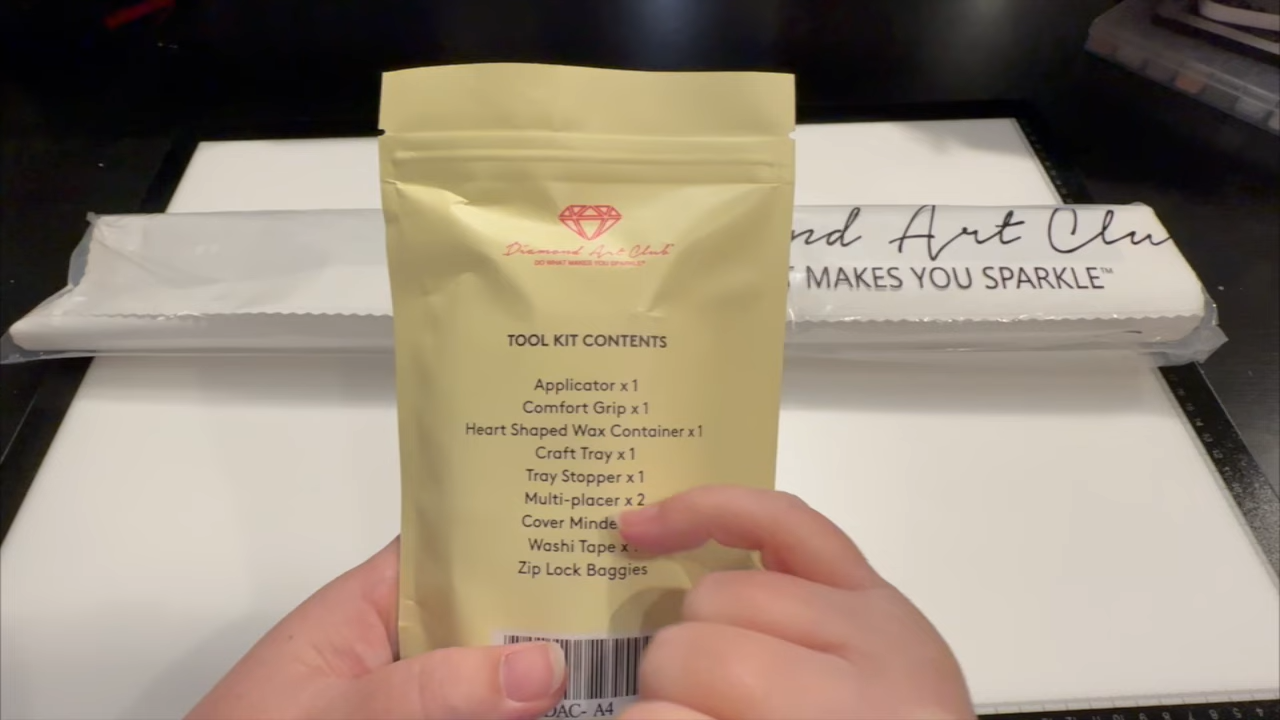 Diamond Art Club
DO WHAT MAKES YOU SPARKLE
TOOL KIT CONTENTS
Applicator x 1
Comfort Grip x 1
Heart Shaped Wax Container x 1
Craft Tray x 1
Tray Stopper x 1
Multi-placer x 2
Cover Minde
Washi Tape x
Zip Lock Baggies
DAC- A4
nd Art Clu
MAKES YOU SPARKLE™